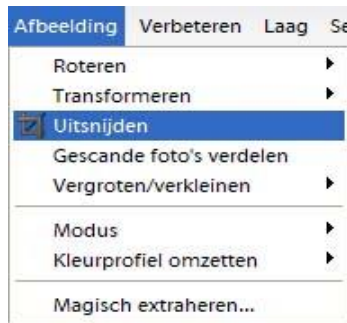 Afbeelding Verbeteren Laag Se
Roteren
Transformeren
Uitsnijden
Gescande foto's verdelen
Vergroten/verkleinen
Modus
Kleurprofiel omzetten
Magisch extraheren...